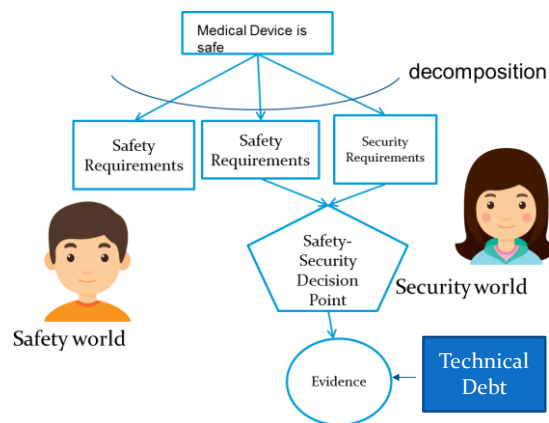 Medical Device is
safe
decomposition
Safety
Requirements
Safety
Requirements
Security
Requirements
Safety-
Security
Decision
Point
Safety world
Security world
Evidence
Technical
Debt